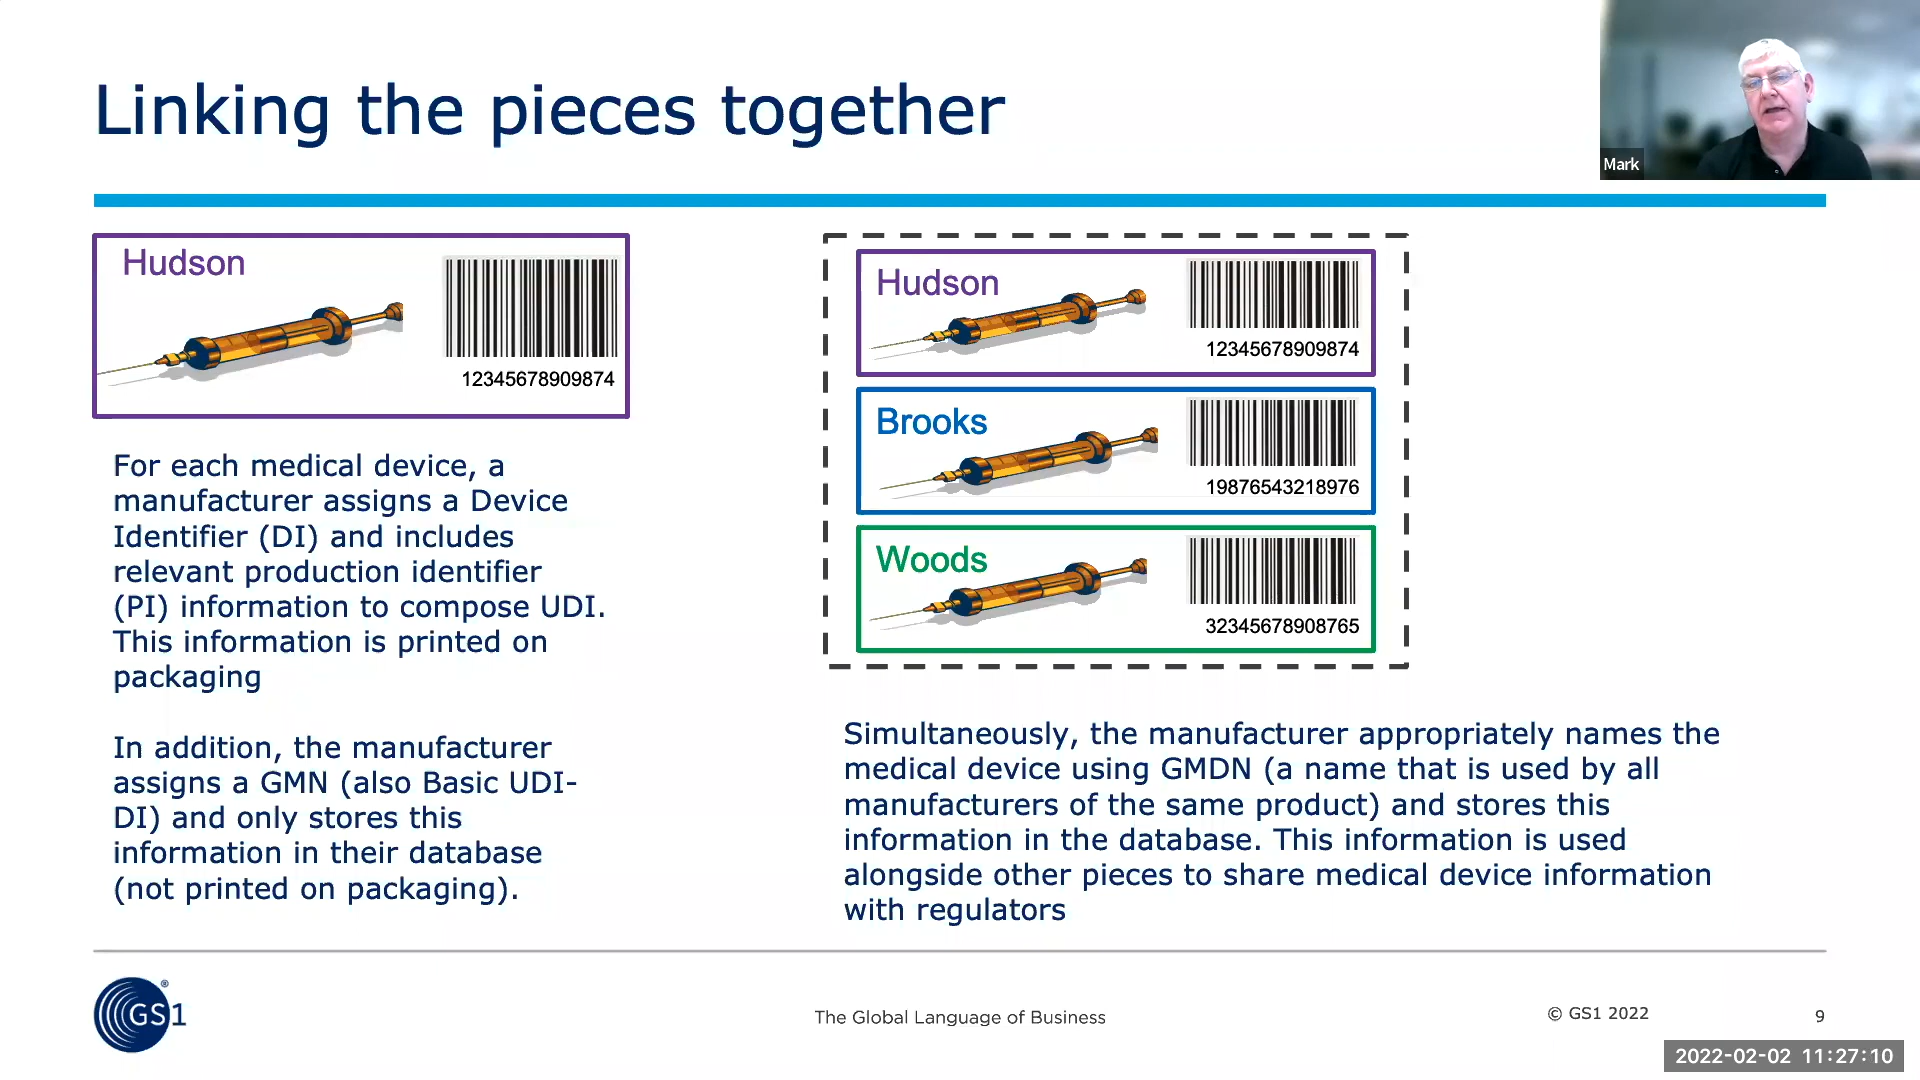 Linking the pieces together
Mark
Hudson
12345678909874
For each medical device, a
manufacturer assigns a Device
Identifier (DI) and includes
relevant production identifier
(PI) information to compose UDI.
This information is printed on
packaging
In addition, the manufacturer
assigns a GMN (also Basic UDI-
DI) and only stores this
information in their database
(not printed on packaging).
Hudson
12345678909874
Brooks
19876543218976
Woods
32345678908765
Simultaneously, the manufacturer appropriately names the
medical device using GMDN (a name that is used by all
manufacturers of the same product) and stores this
information in the database. This information is used
alongside other pieces to share medical device information
with regulators
GS1®
The Global Language of Business
© GS1 2022
9
2022-02-02 11:27:10